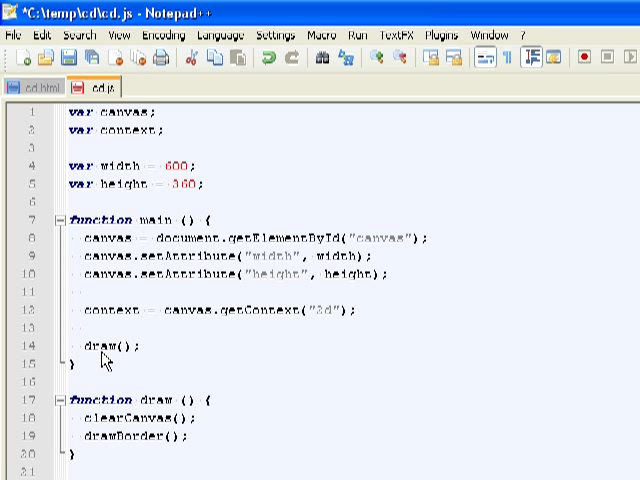 *C:\temp\cd\cd.js - Notepad++
File Edit Search View Encoding Language Settings Macro Run TextFX Plugins Window ?
cd.html cd.js
1 var canvas;
2 var context;
3
4 var width = 600;
5 var height = 360;
6
7 function main () {
8 canvas = document.getElementById("canvas");
9 canvas.setAttribute("width", width);
10 canvas.setAttribute("height", height);
11
12 context = canvas.getContext("2d");
13
14 draw();
15 }
16
17 function draw () {
18 clearCanvas();
19 drawBorder();
20 }
21